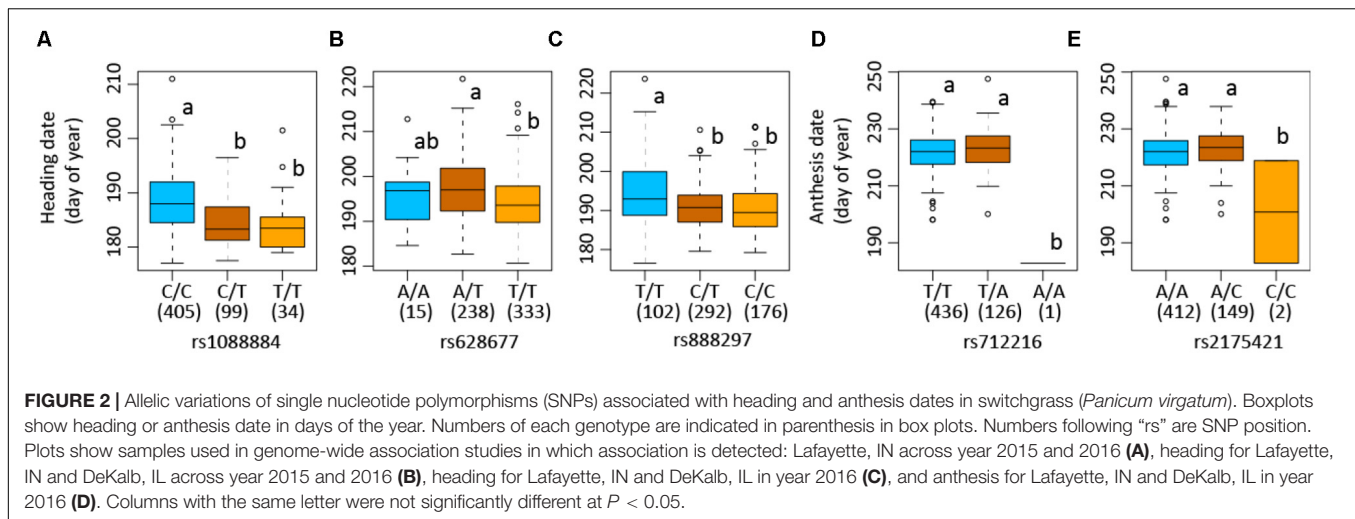 A B C D E
Heading date
(day of year)
210
200
190
180
a b b
C/C C/T T/T
(405) (99) (34)
rs1088884
220
210
200
190
180
ab a b
A/A A/T T/T
(15) (238) (333)
rs628677
220
210
200
190
180
a b b
T/T C/T C/C
(102) (292) (176)
rs888297
Anthesis date
(day of year)
250
230
210
190
a a b
T/T T/A A/A
(436) (126) (1)
rs712216
250
230
210
190
a a b
A/A A/C C/C
(412) (149) (2)
rs2175421
FIGURE 2 | Allelic variations of single nucleotide polymorphisms (SNPs) associated with heading and anthesis dates in switchgrass (Panicum virgatum). Boxplots
show heading or anthesis date in days of the year. Numbers of each genotype are indicated in parenthesis in box plots. Numbers following “rs” are SNP position.
Plots show samples used in genome-wide association studies in which association is detected: Lafayette, IN across year 2015 and 2016 (A), heading for Lafayette,
IN and DeKalb, IL across year 2015 and 2016 (B), heading for Lafayette, IN and DeKalb, IL in year 2016 (C), and anthesis for Lafayette, IN and DeKalb, IL in year
2016 (D). Columns with the same letter were not significantly different at P < 0.05.